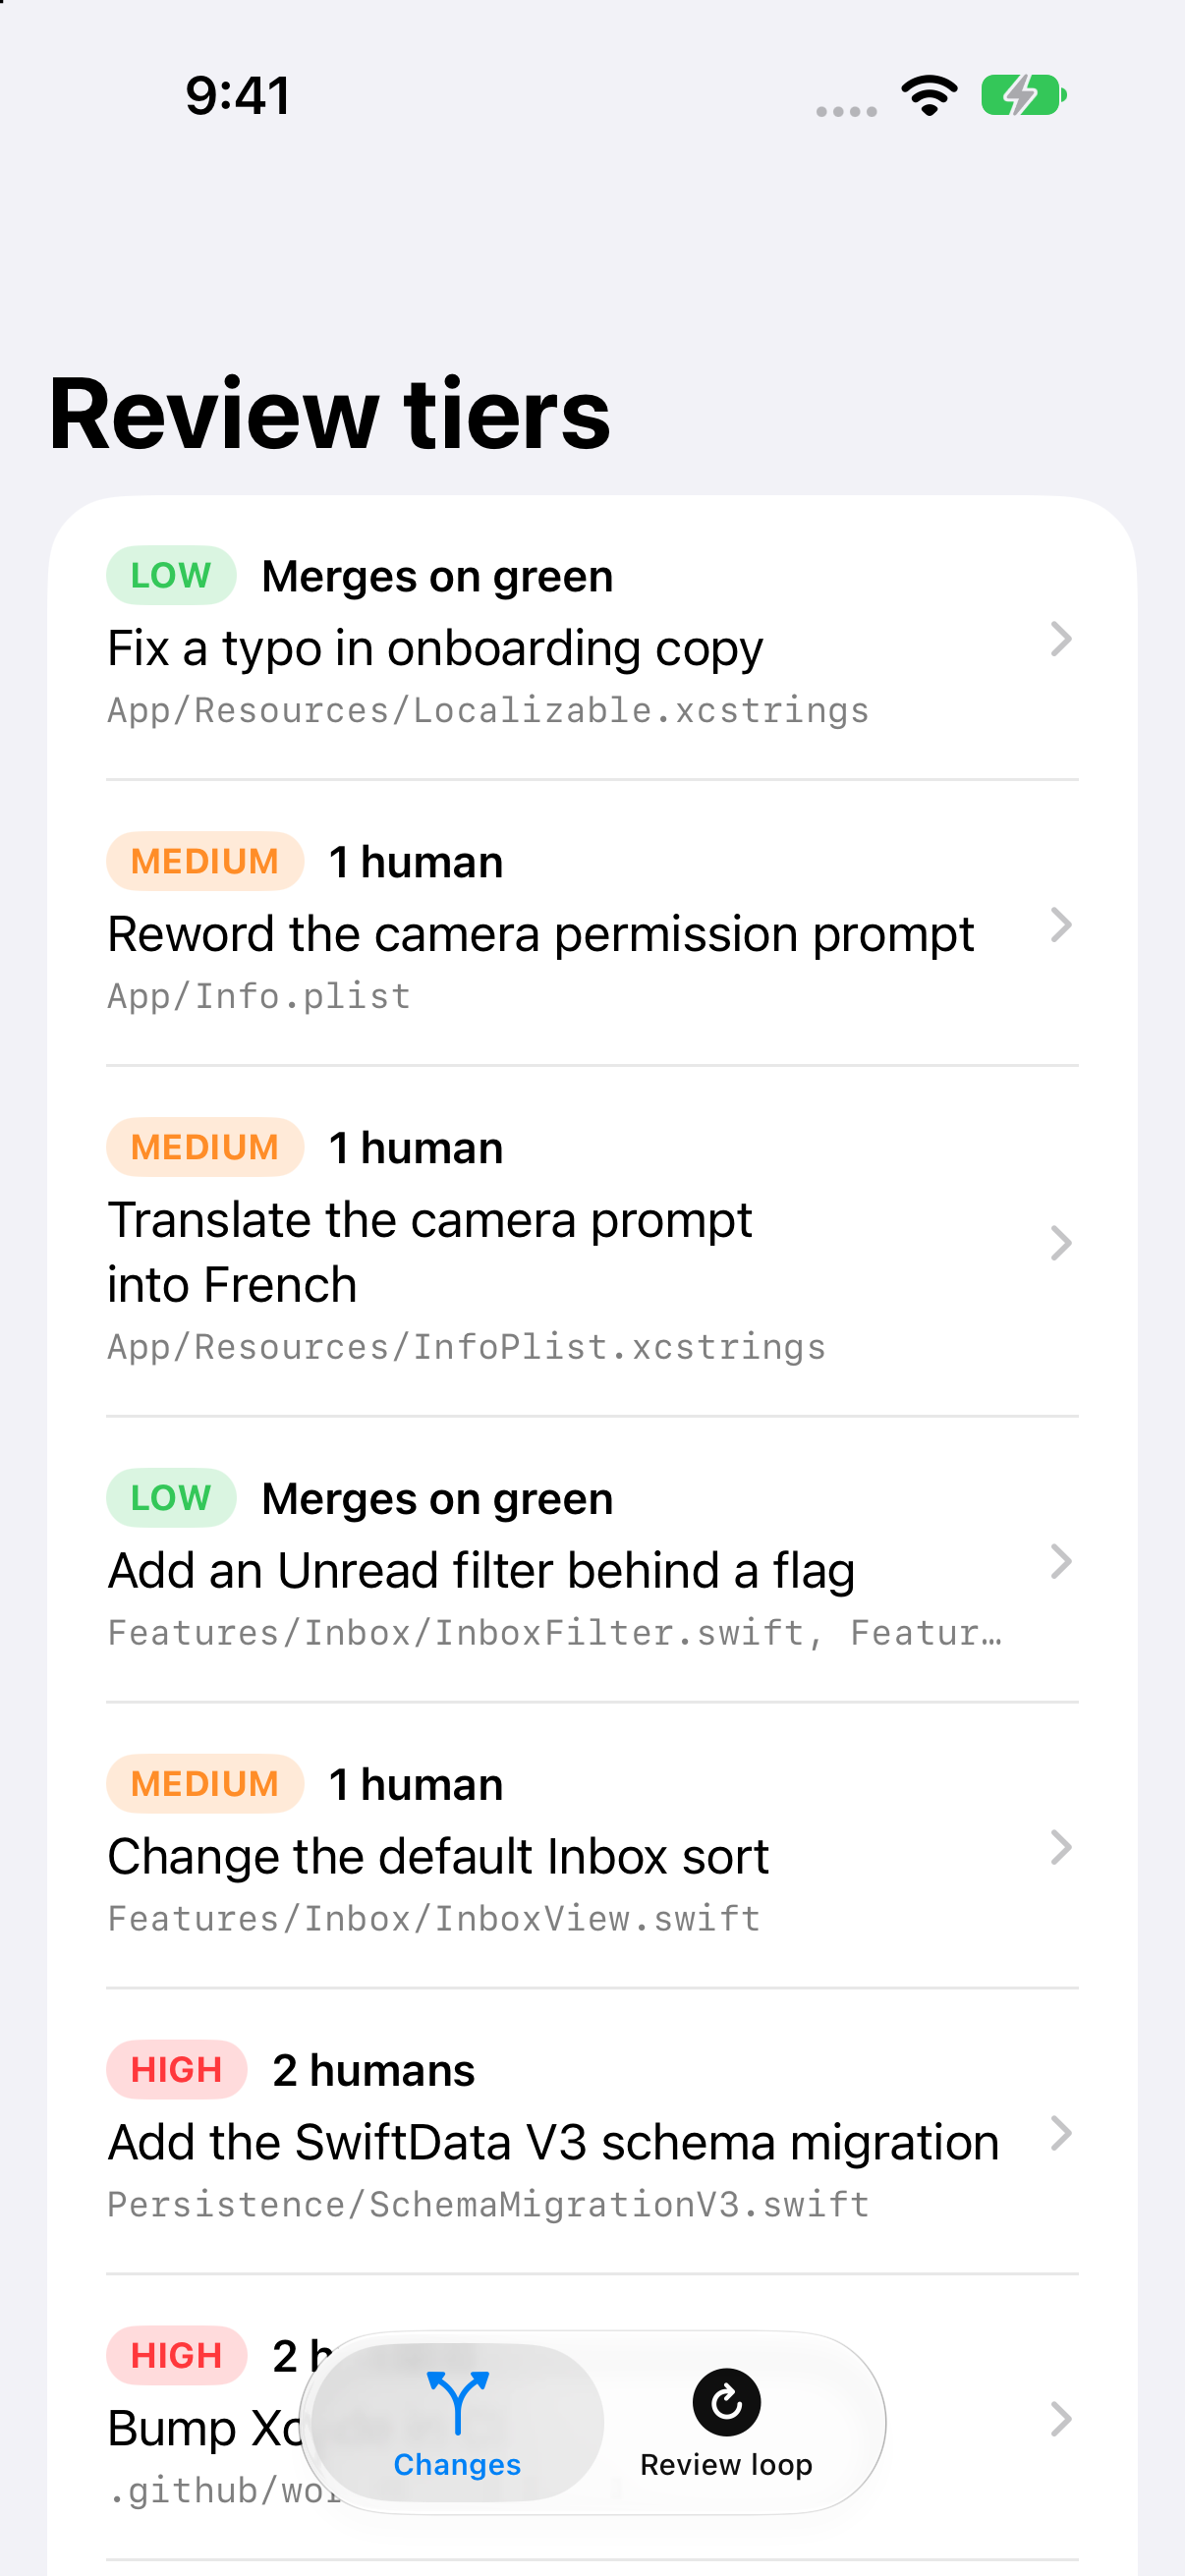 9:41
Review tiers
LOW Merges on green
Fix a typo in onboarding copy
App/Resources/Localizable.xcstrings
MEDIUM 1 human
Reword the camera permission prompt
App/Info.plist
MEDIUM 1 human
Translate the camera prompt
into French
App/Resources/InfoPlist.xcstrings
LOW Merges on green
Add an Unread filter behind a flag
Features/Inbox/InboxFilter.swift, Featur…
MEDIUM 1 human
Change the default Inbox sort
Features/Inbox/InboxView.swift
HIGH 2 humans
Add the SwiftData V3 schema migration
Persistence/SchemaMigrationV3.swift
HIGH 2
Bump
.github/
Changes
Review loop